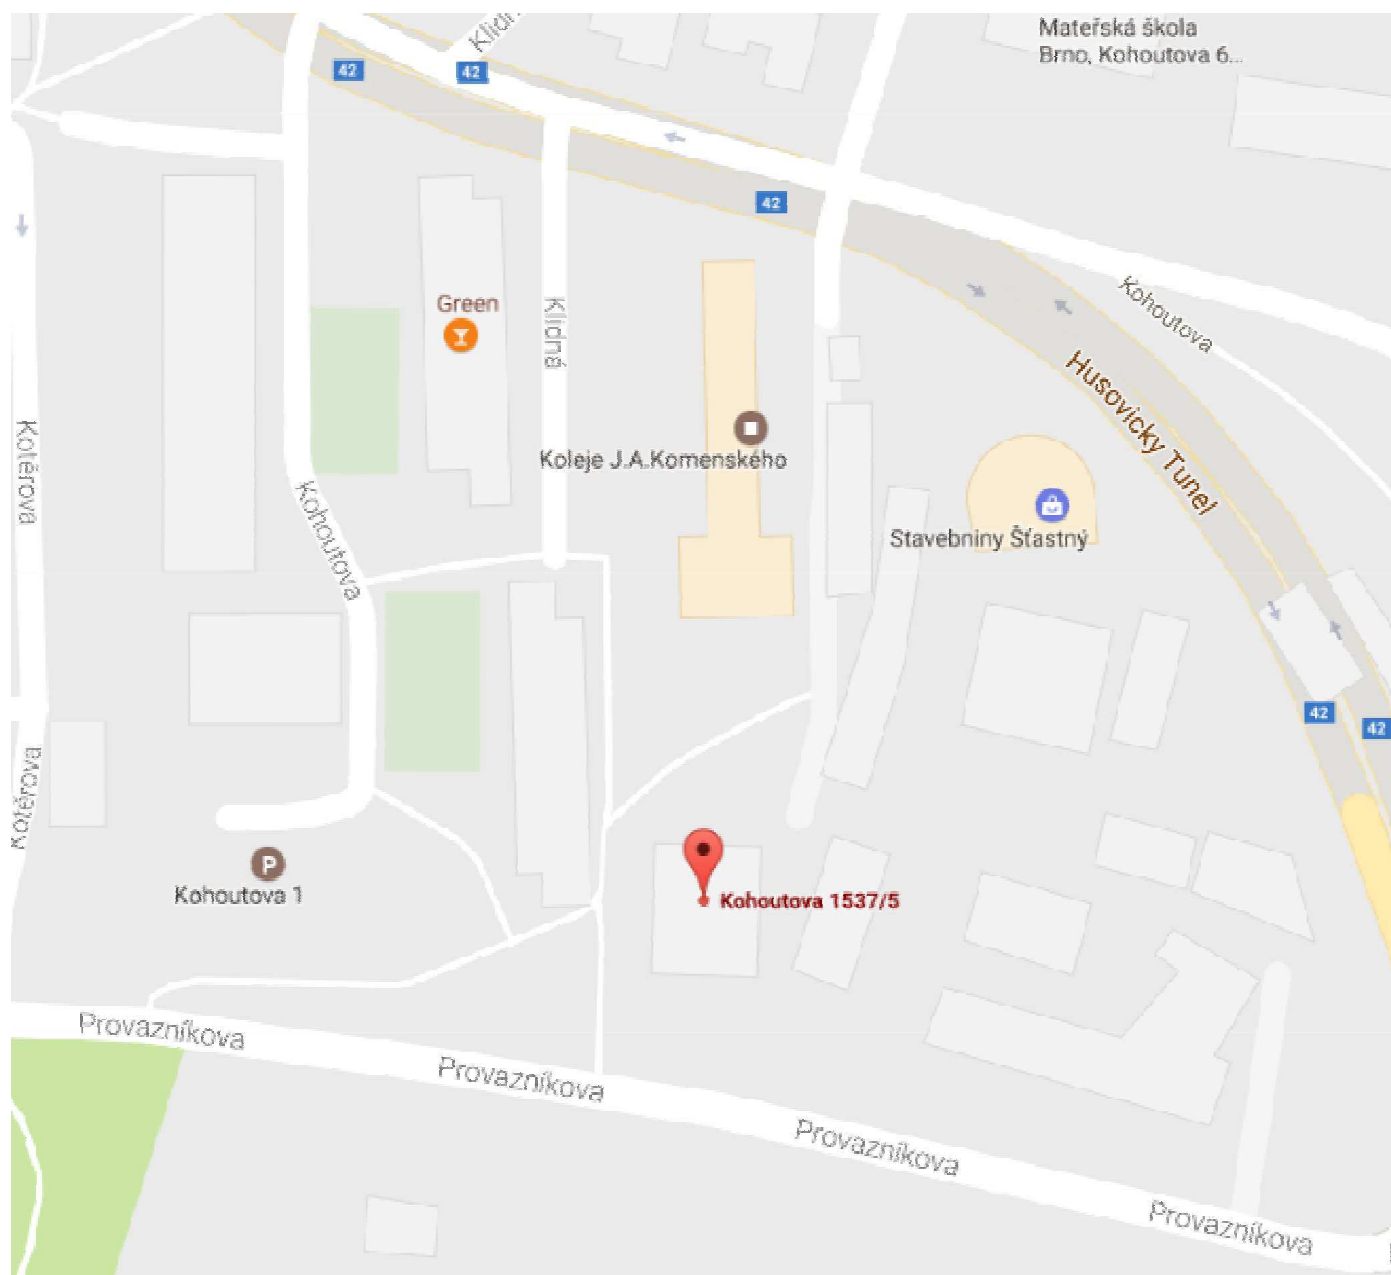 Mateřská škola
Brno, Kohoutova 6...
42
42
42
Kohoutova
Green
Klidná
Husovicky Tunel
Kotěrova
Koleje J.A.Komenského
Kohoutova
Stavebniny Šťastný
42
42
Kotěrova
Kohoutova 1
Kohoutova 1537/5
Provazníkova
Provazníkova
Provazníkova
Provazníkova